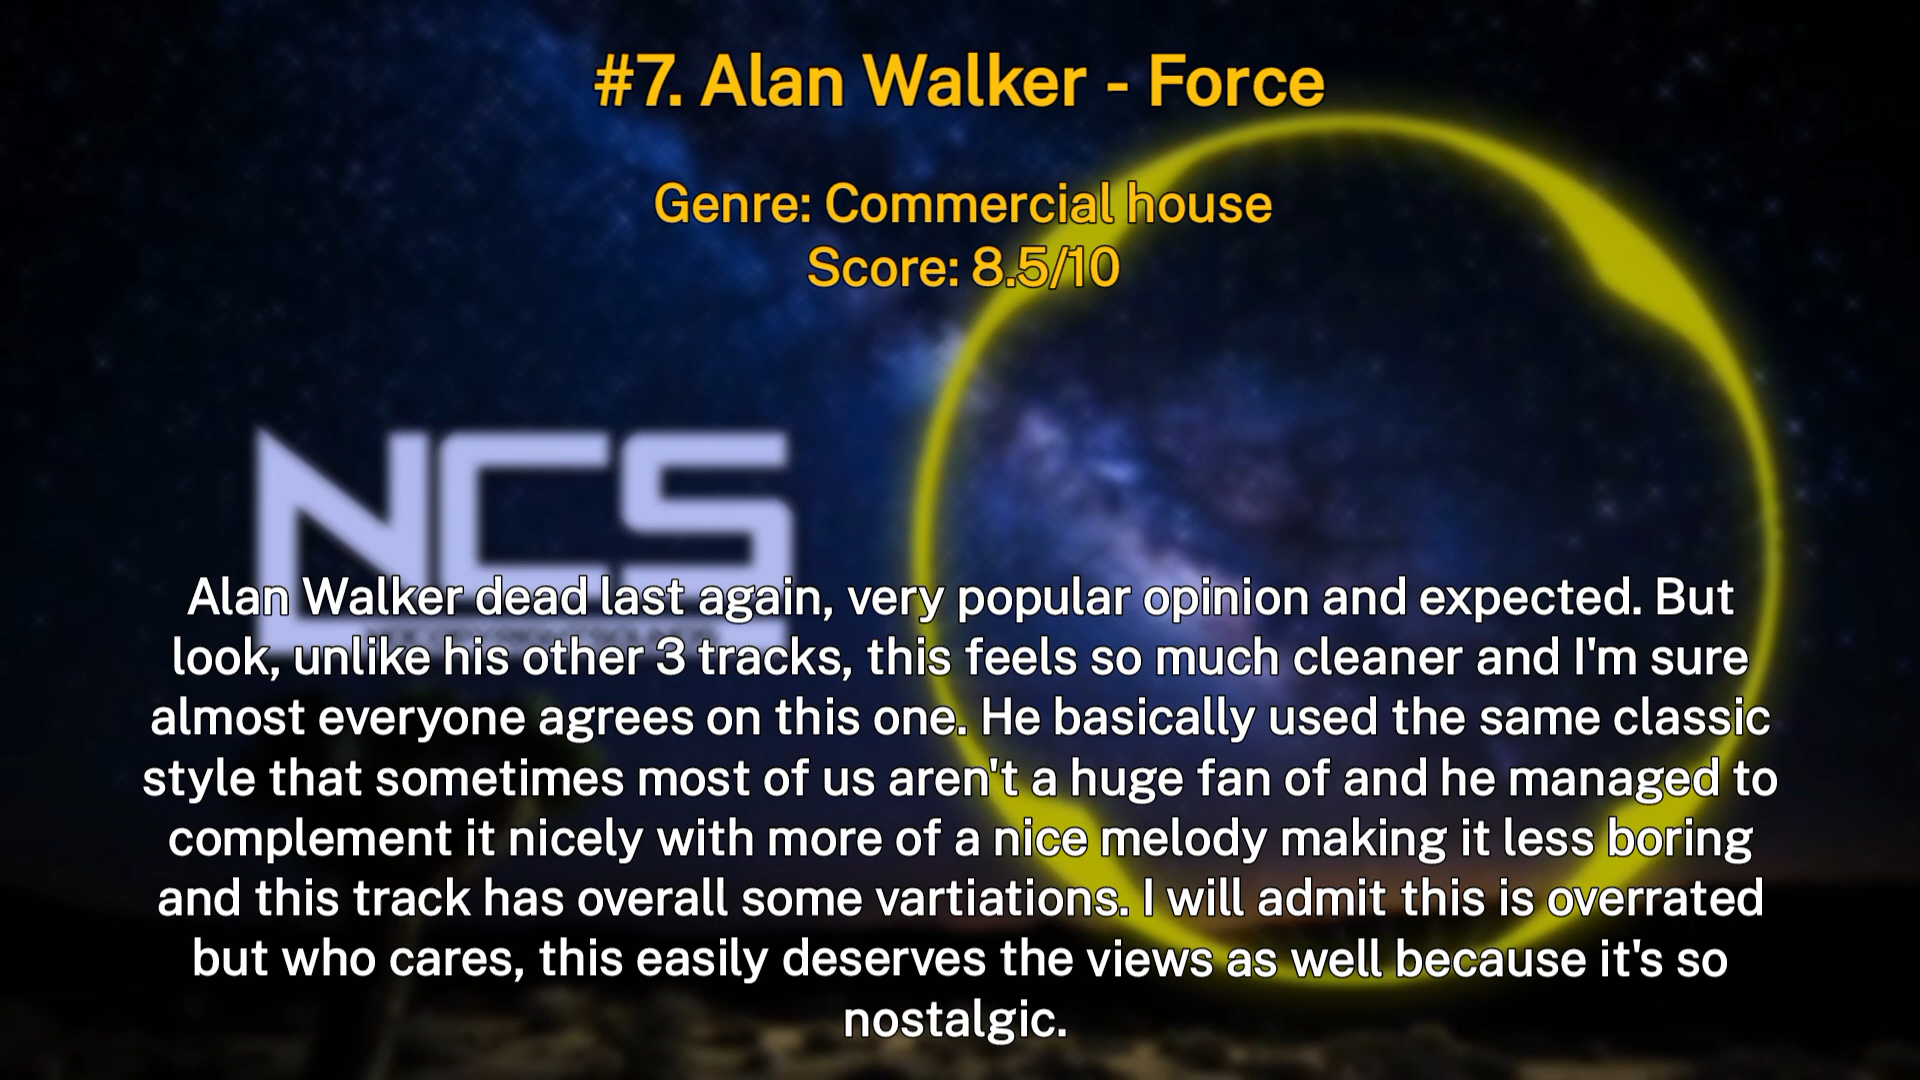 #7. Alan Walker - Force
Genre: Commercial house
Score: 8.5/10
NCS
Alan Walker dead last again, very popular opinion and expected. But
look, unlike his other 3 tracks, this feels so much cleaner and I'm sure
almost everyone agrees on this one. He basically used the same classic
style that sometimes most of us aren't a huge fan of and he managed to
complement it nicely with more of a nice melody making it less boring
and this track has overall some vartiations. I will admit this is overrated
but who cares, this easily deserves the views as well because it's so
nostalgic.